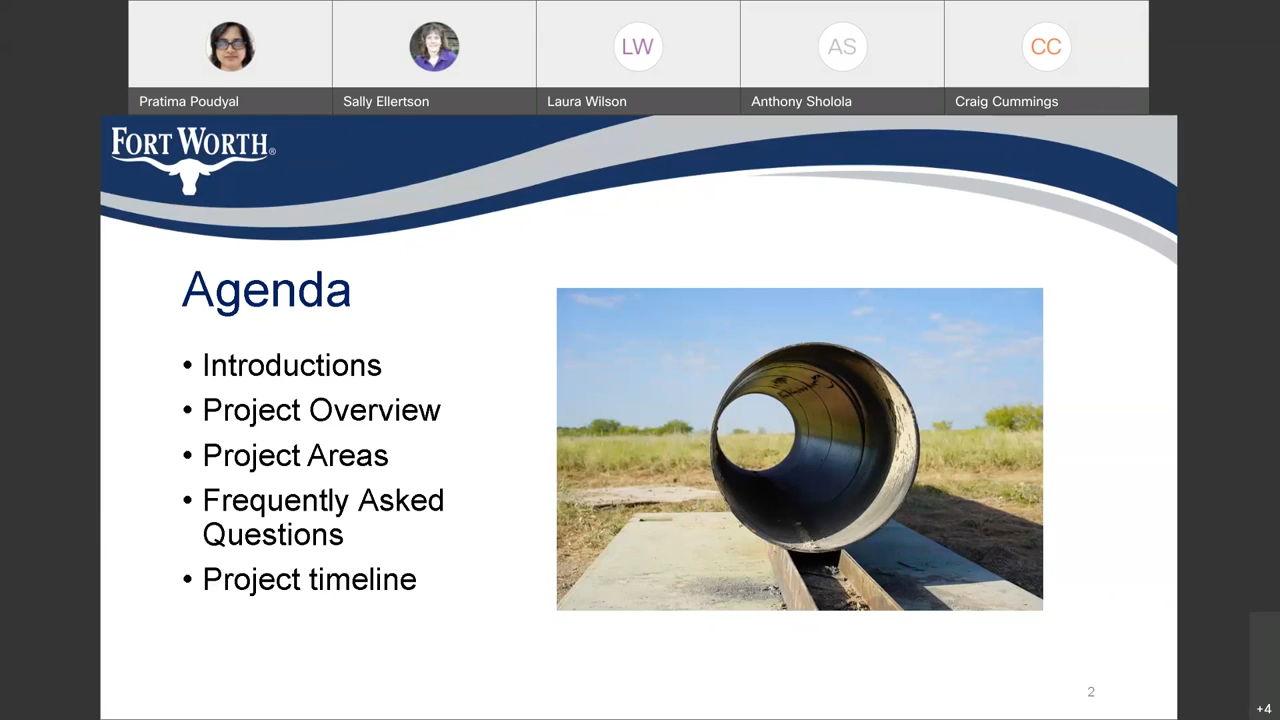 LW
AS
CC
Pratima Poudyal
Sally Ellertson
Laura Wilson
Anthony Sholola
Craig Cummings
FORT WORTH®
Agenda
• Introductions
• Project Overview
• Project Areas
• Frequently Asked
Questions
• Project timeline
2
+4